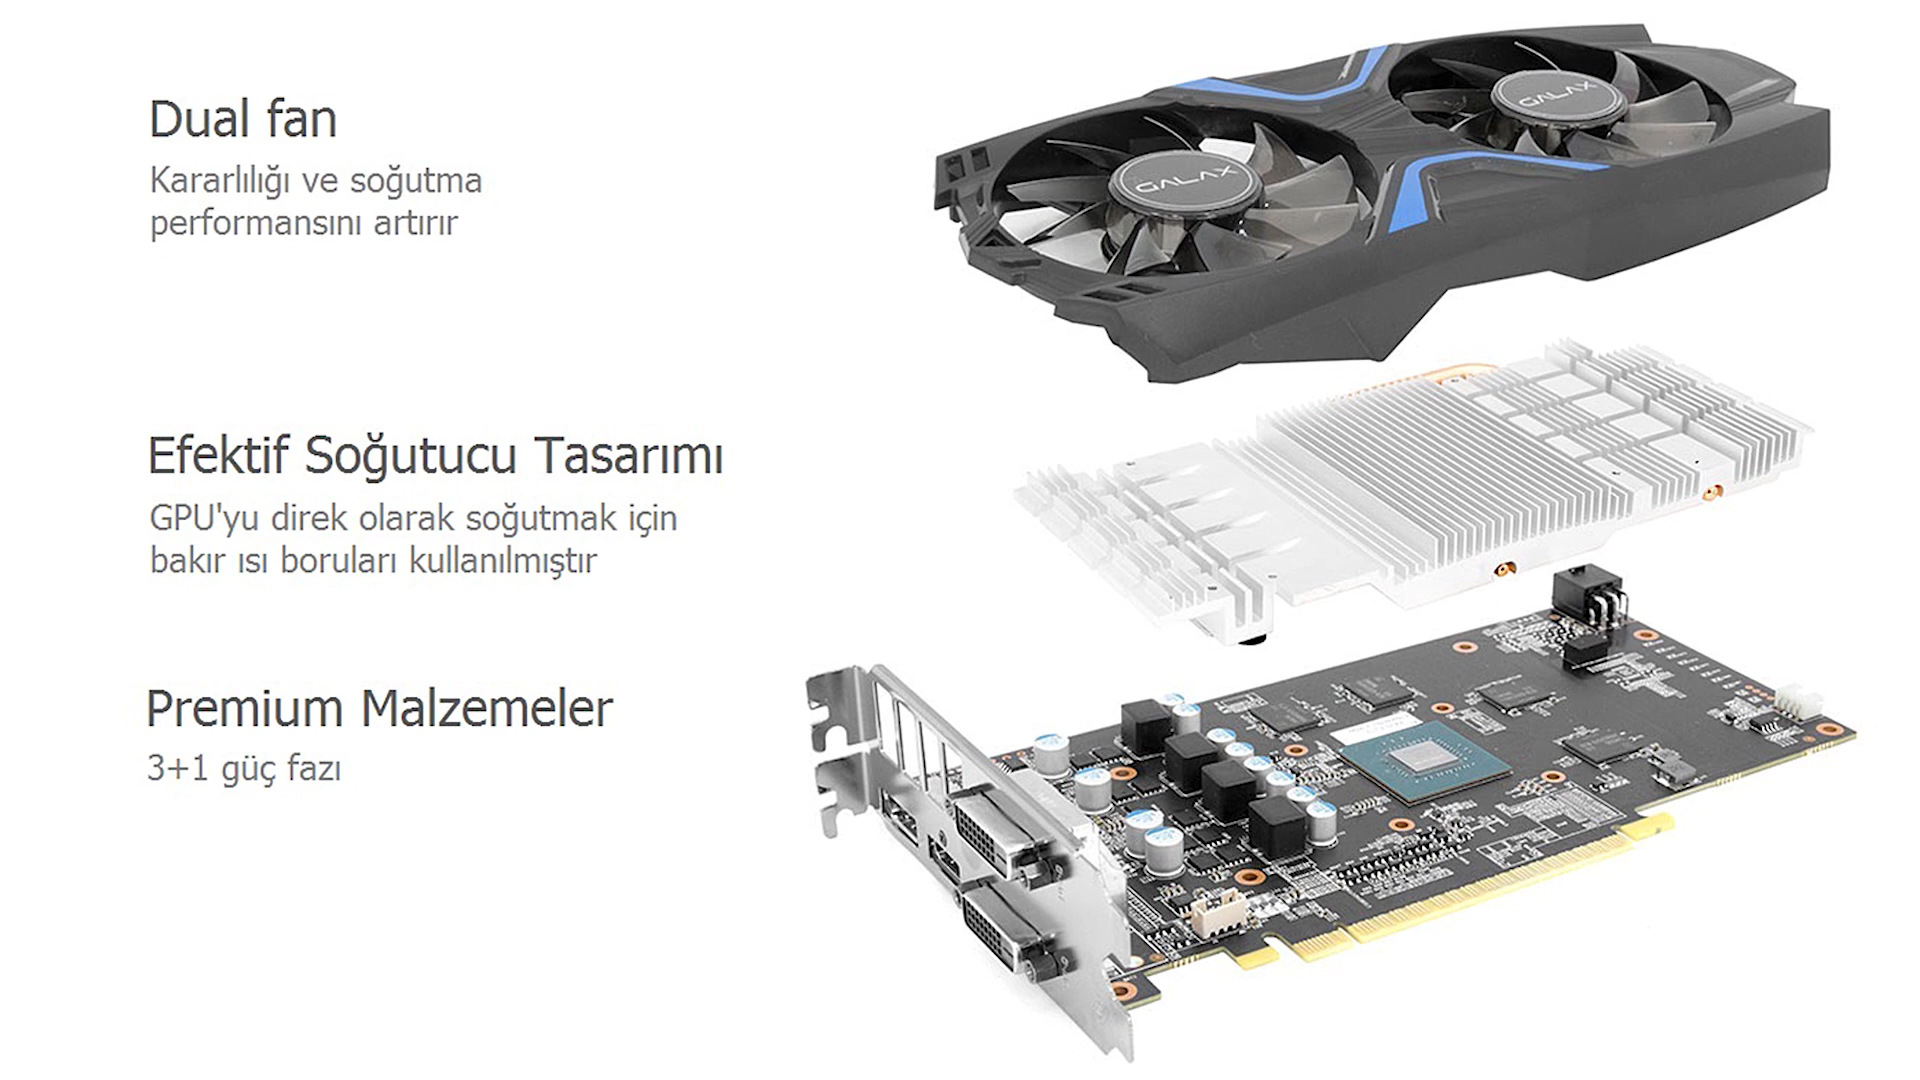 Dual fan
Kararlılığı ve soğutma
performansını artırır
GALAX
GALAX
Efektif Soğutucu Tasarımı
GPU'yu direk olarak soğutmak için
bakır ısı boruları kullanılmıştır
Premium Malzemeler
3+1 güç fazı